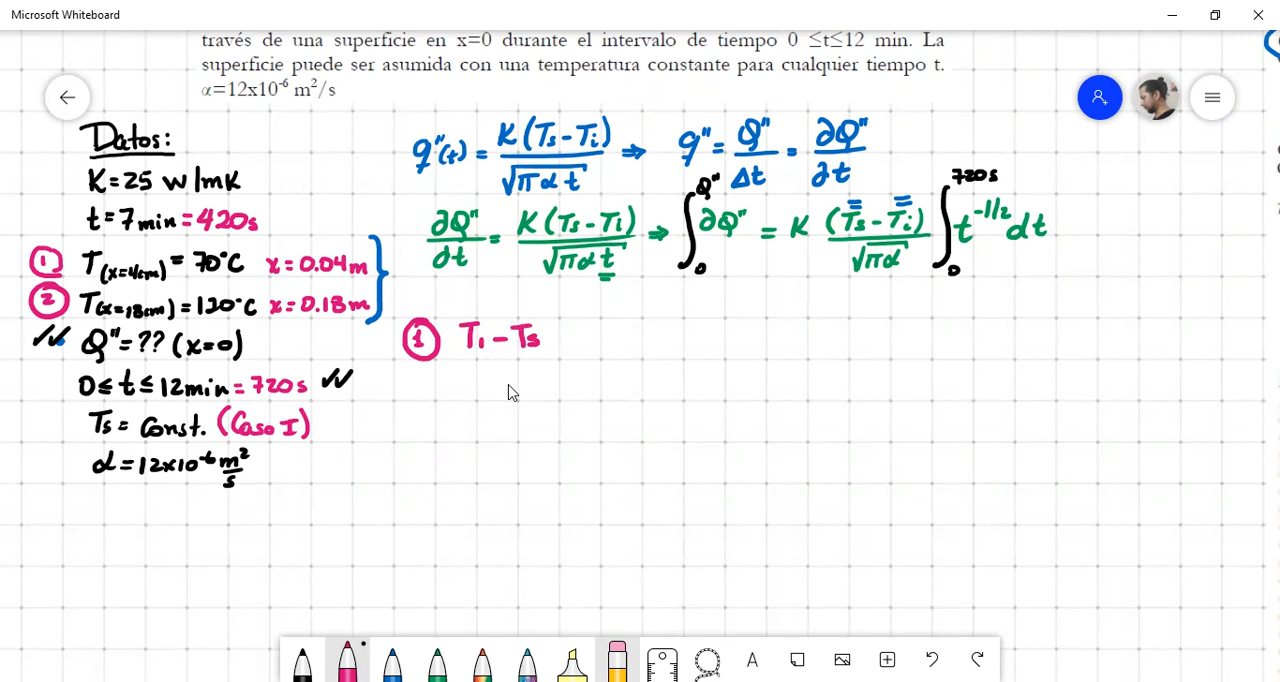 Microsoft Whiteboard
través de una superficie en x=0 durante el intervalo de tiempo 0 ≤t≤12 min. La
superficie puede ser asumida con una temperatura constante para cualquier tiempo t.
α=12x10⁻⁶ m²/s
Datos:
K=25 W/mK
t=7min=420s
① T(x=4cm)=70°C x=0.04m
② T(x=18cm)=120°C x=0.18m
Q''=?? (x=0)
0≤t≤12min=720s
Ts= Const. (Caso I)
α=12x10⁻⁶ m²/s
q''(t)= K(Ts-Ti)/√(παt) ⇒ q''= Q''/Δt = ∂Q''/∂t
∂Q''/∂t = K(Ts-Ti)/√(παt) ⇒ ∫₀^Q'' ∂Q'' = K (Ts-Ti)/√(πα) ∫₀^720s t^-1/2 dt
① T₁-Ts
A